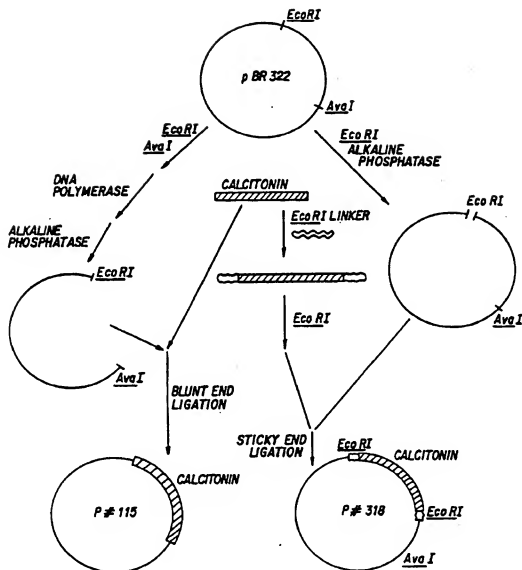 EcoRI
pBR 322
AvaI
EcoRI
AvaI
EcoRI
ALKALINE
PHOSPHATASE
DNA
POLYMERASE
CALCITONIN
EcoRI LINKER
ALKALINE
PHOSPHATASE
EcoRI
EcoRI
AvaI
EcoRI
AvaI
BLUNT END
LIGATION
STICKY END
LIGATION
EcoRI
CALCITONIN
CALCITONIN
P# 115
P# 318
EcoRI
AvaI